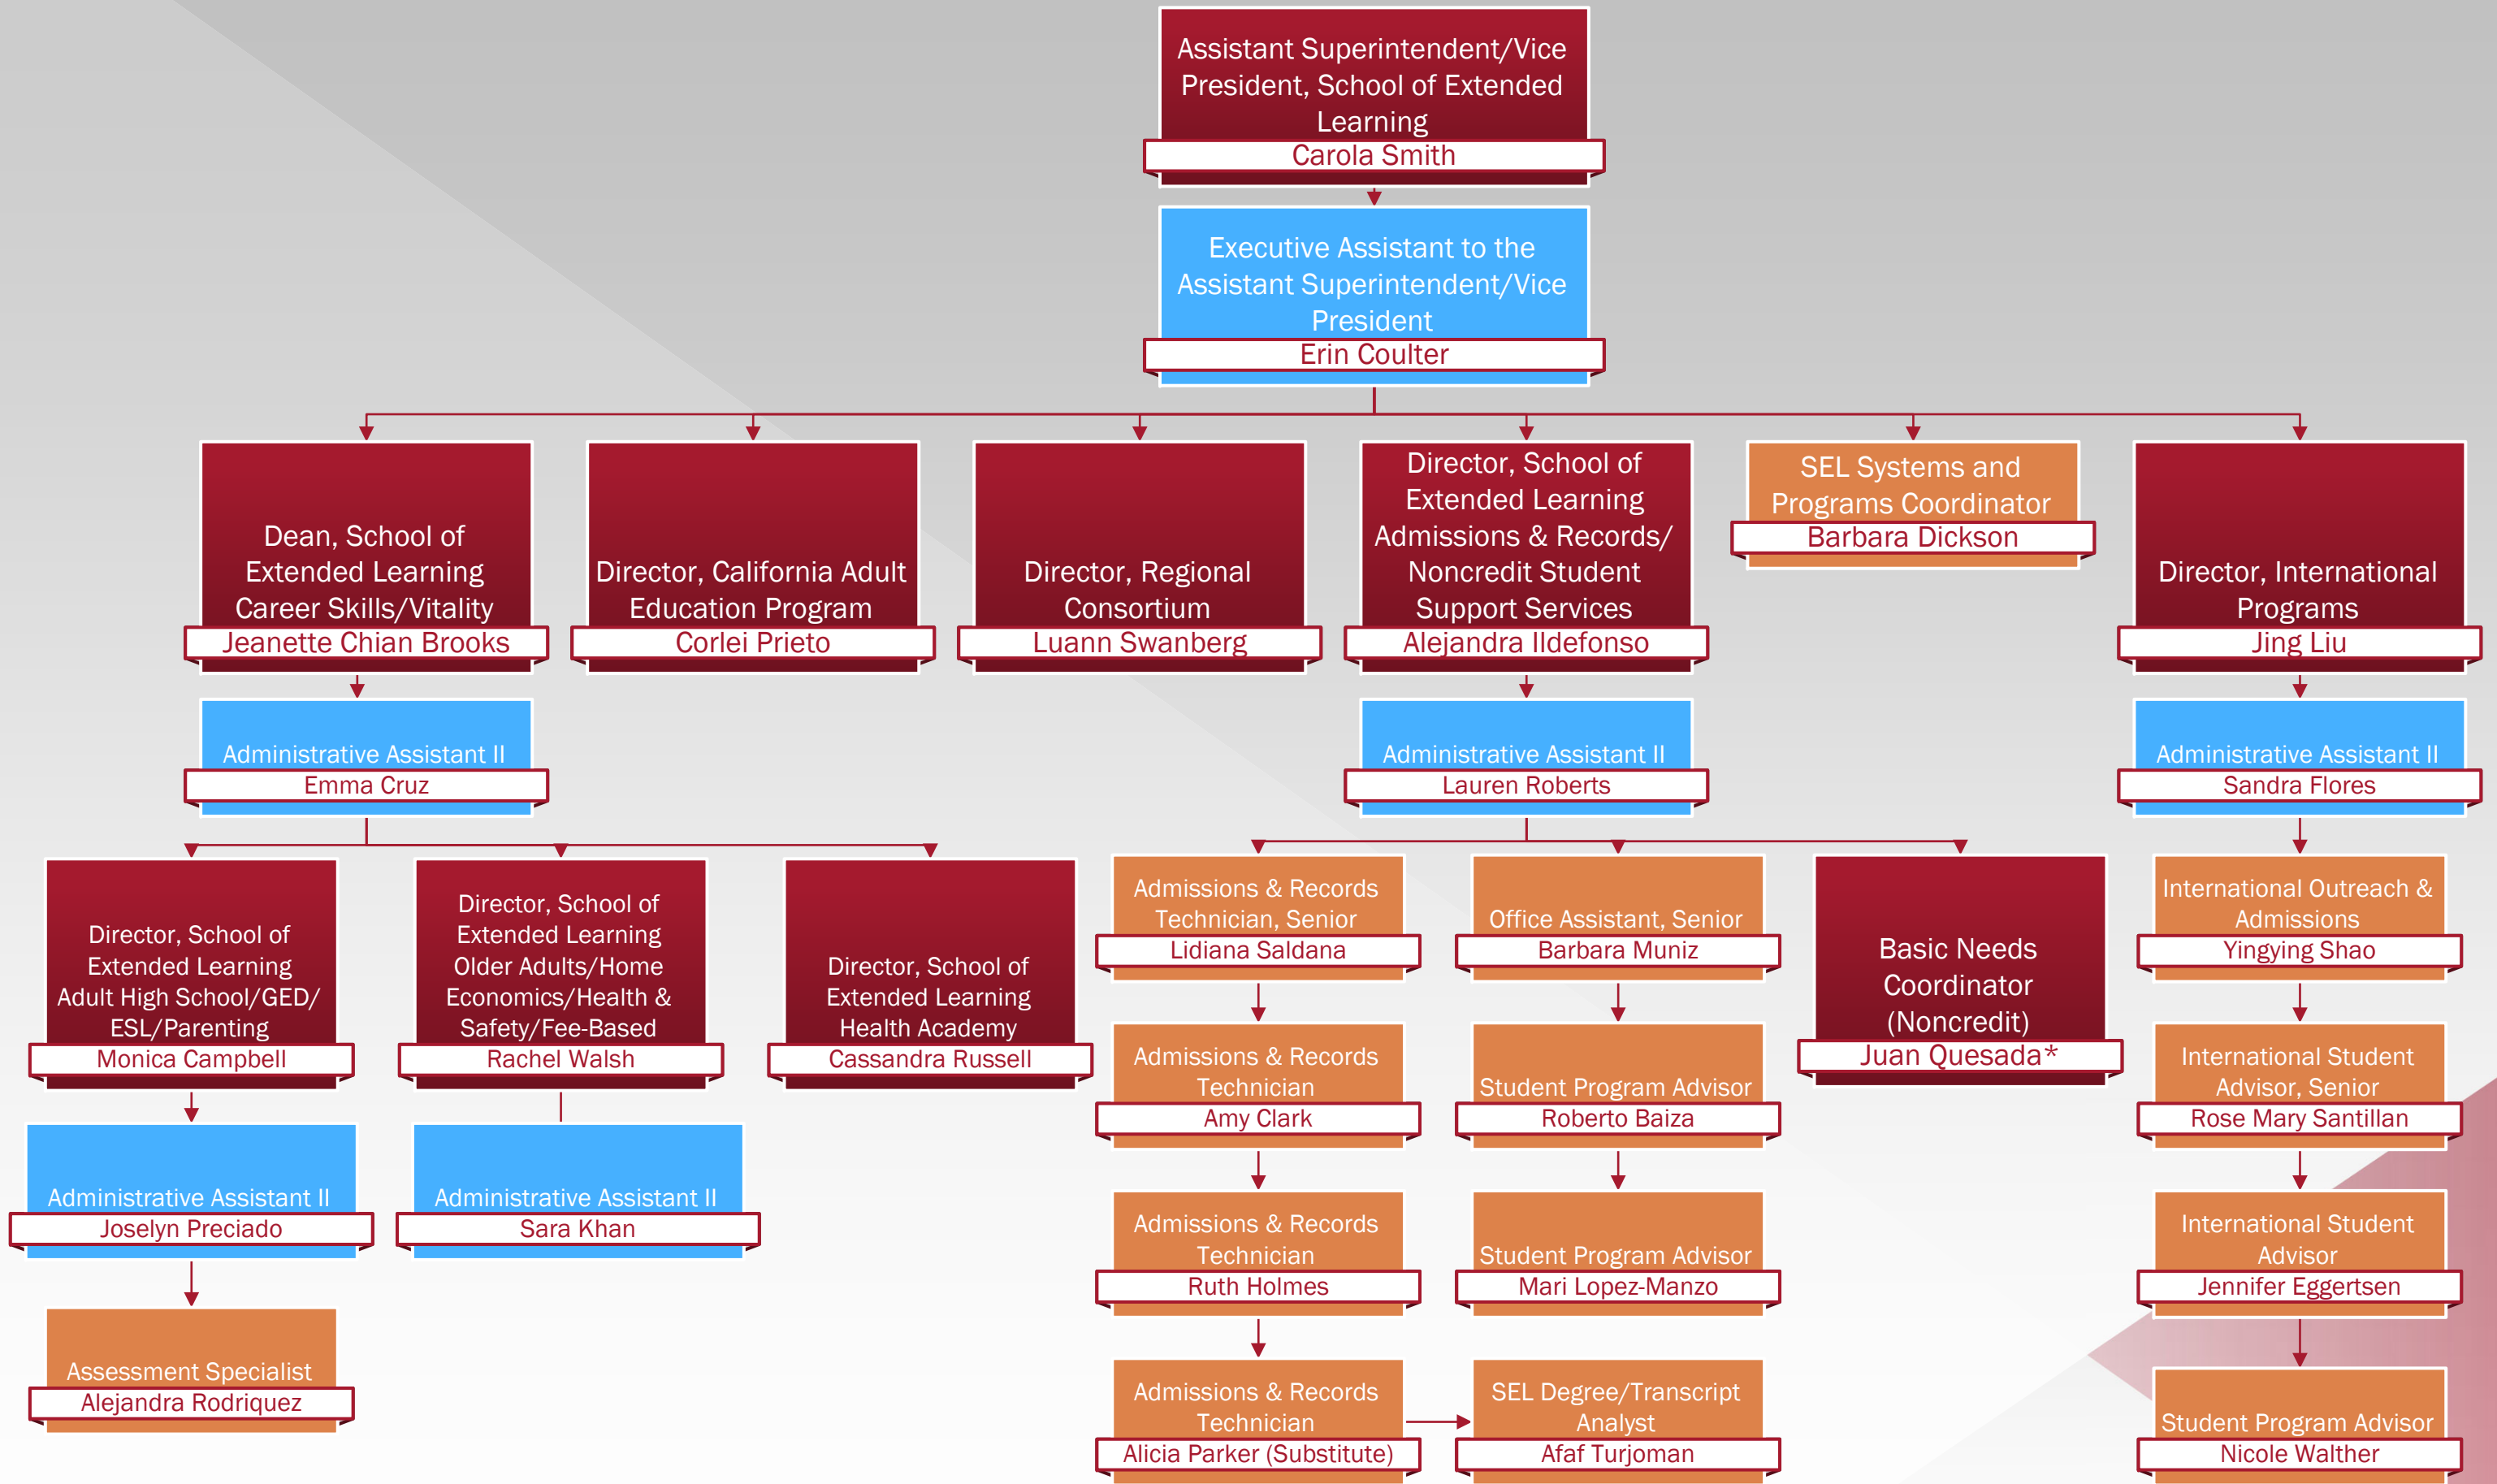 Assistant Superintendent/Vice
President, School of Extended
Learning
Carola Smith
Executive Assistant to the
Assistant Superintendent/Vice
President
Erin Coulter
Dean, School of
Extended Learning
Career Skills/Vitality
Jeanette Chian Brooks
Director, California Adult
Education Program
Corlei Prieto
Director, Regional
Consortium
Luann Swanberg
Director, School of
Extended Learning
Admissions & Records/
Noncredit Student
Support Services
Alejandra Ildefonso
SEL Systems and
Programs Coordinator
Barbara Dickson
Director, International
Programs
Jing Liu
Administrative Assistant II
Emma Cruz
Administrative Assistant II
Lauren Roberts
Administrative Assistant II
Sandra Flores
Director, School of
Extended Learning
Adult High School/GED/
ESL/Parenting
Monica Campbell
Director, School of
Extended Learning
Older Adults/Home
Economics/Health &
Safety/Fee-Based
Rachel Walsh
Director, School of
Extended Learning
Health Academy
Cassandra Russell
Admissions & Records
Technician, Senior
Lidiana Saldana
Office Assistant, Senior
Barbara Muniz
Basic Needs
Coordinator
(Noncredit)
Juan Quesada*
International Outreach &
Admissions
Yingying Shao
Admissions & Records
Technician
Amy Clark
Student Program Advisor
Roberto Baiza
International Student
Advisor, Senior
Rose Mary Santillan
Administrative Assistant II
Joselyn Preciado
Administrative Assistant II
Sara Khan
Admissions & Records
Technician
Ruth Holmes
Student Program Advisor
Mari Lopez-Manzo
International Student
Advisor
Jennifer Eggertsen
Assessment Specialist
Alejandra Rodriquez
Admissions & Records
Technician
Alicia Parker (Substitute)
SEL Degree/Transcript
Analyst
Afaf Turjoman
Student Program Advisor
Nicole Walther